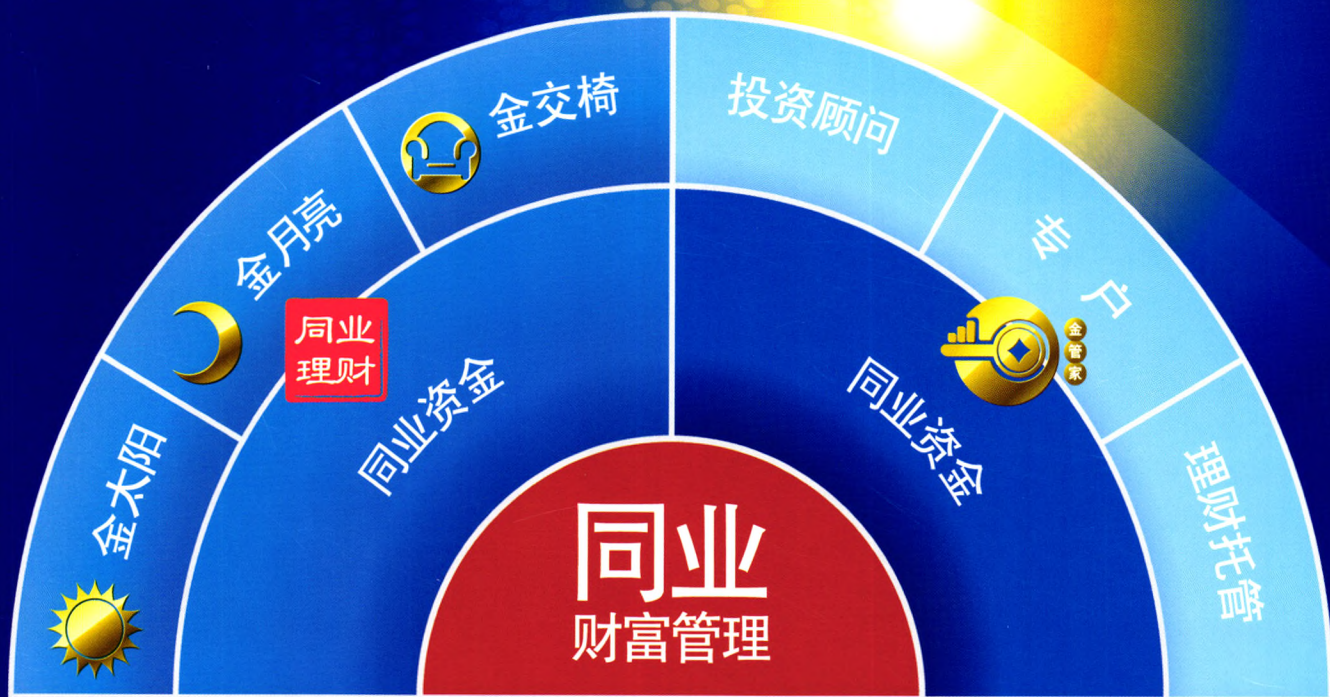 金交椅
投资顾问
金月亮
专户
金太阳
理财托管
同业
理财
同业资金
同业资金
金管家
同业
财富管理